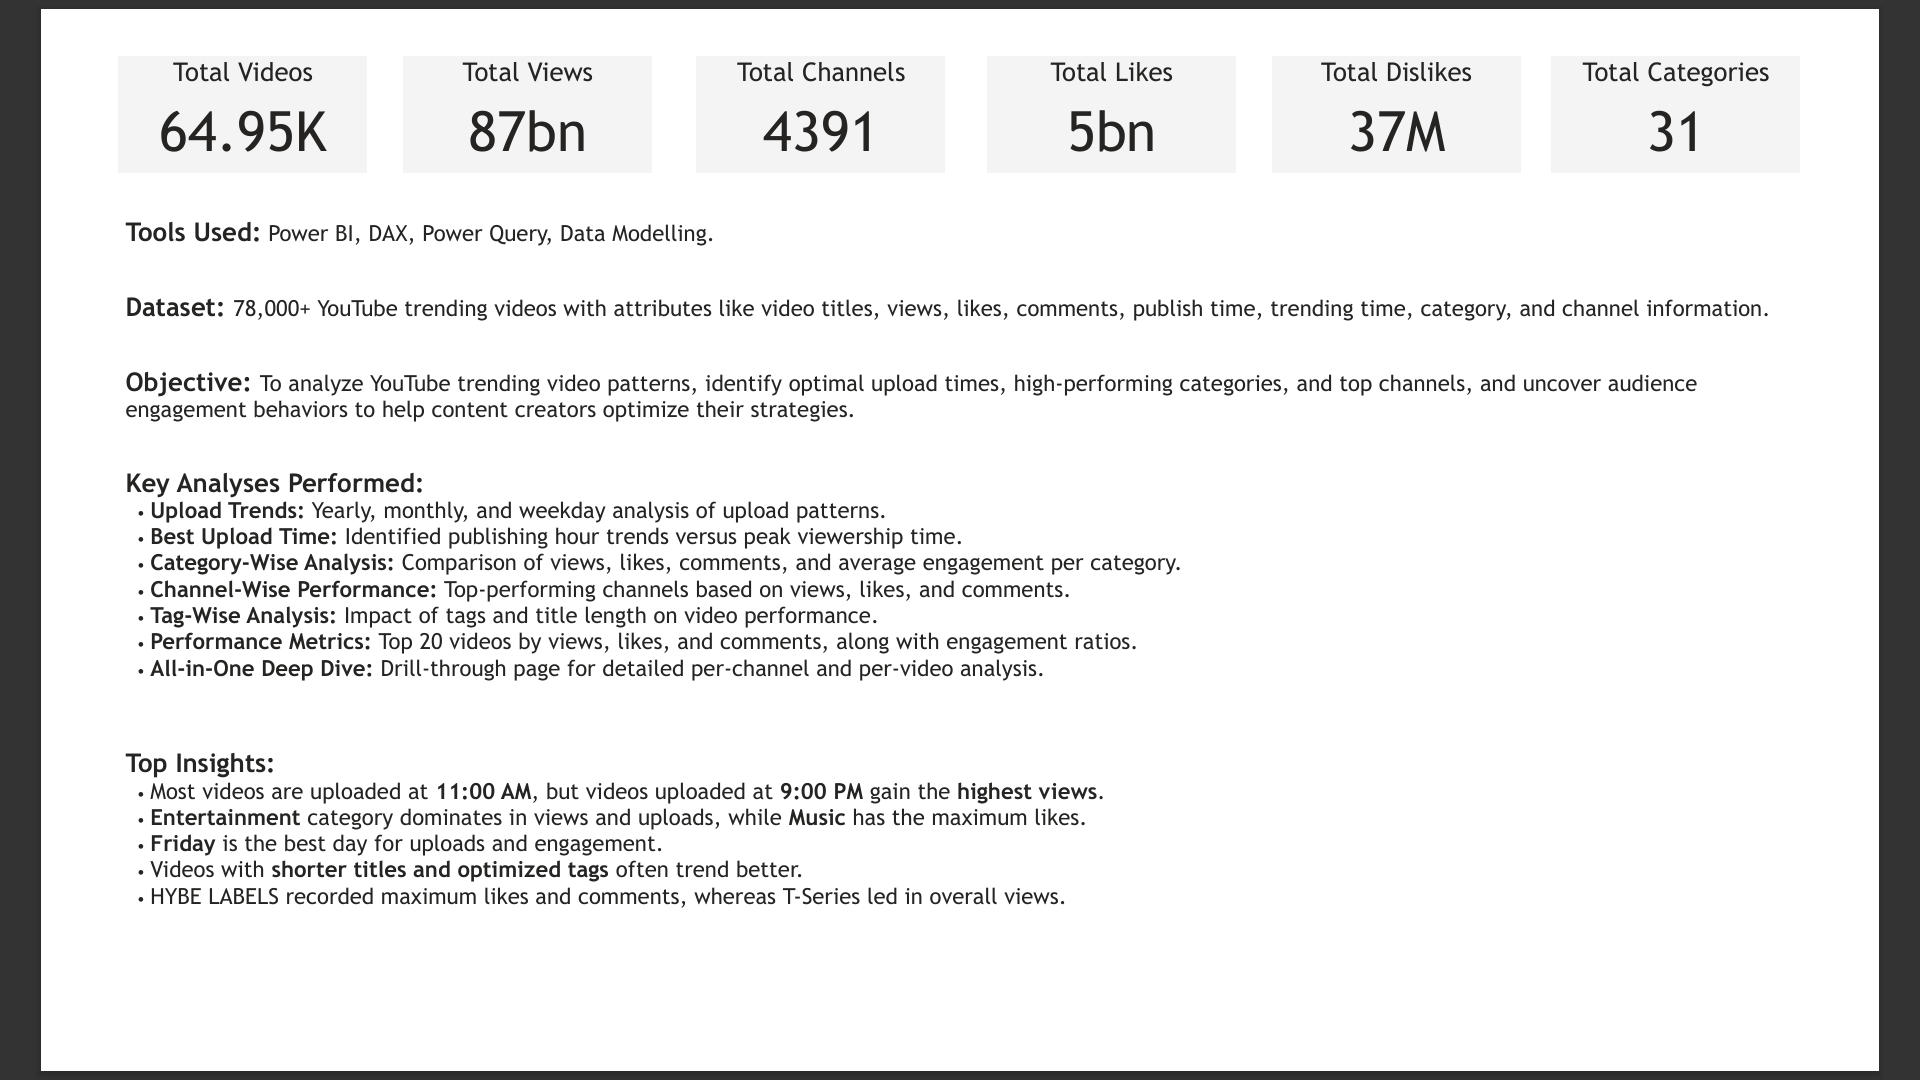 Total Videos
64.95K
Total Views
87bn
Total Channels
4391
Total Likes
5bn
Total Dislikes
37M
Total Categories
31
Tools Used: Power BI, DAX, Power Query, Data Modelling.
Dataset: 78,000+ YouTube trending videos with attributes like video titles, views, likes, comments, publish time, trending time, category, and channel information.
Objective: To analyze YouTube trending video patterns, identify optimal upload times, high-performing categories, and top channels, and uncover audience
engagement behaviors to help content creators optimize their strategies.
Key Analyses Performed:
• Upload Trends: Yearly, monthly, and weekday analysis of upload patterns.
• Best Upload Time: Identified publishing hour trends versus peak viewership time.
• Category-Wise Analysis: Comparison of views, likes, comments, and average engagement per category.
• Channel-Wise Performance: Top-performing channels based on views, likes, and comments.
• Tag-Wise Analysis: Impact of tags and title length on video performance.
• Performance Metrics: Top 20 videos by views, likes, and comments, along with engagement ratios.
• All-in-One Deep Dive: Drill-through page for detailed per-channel and per-video analysis.
Top Insights:
• Most videos are uploaded at 11:00 AM, but videos uploaded at 9:00 PM gain the highest views.
• Entertainment category dominates in views and uploads, while Music has the maximum likes.
• Friday is the best day for uploads and engagement.
• Videos with shorter titles and optimized tags often trend better.
• HYBE LABELS recorded maximum likes and comments, whereas T-Series led in overall views.